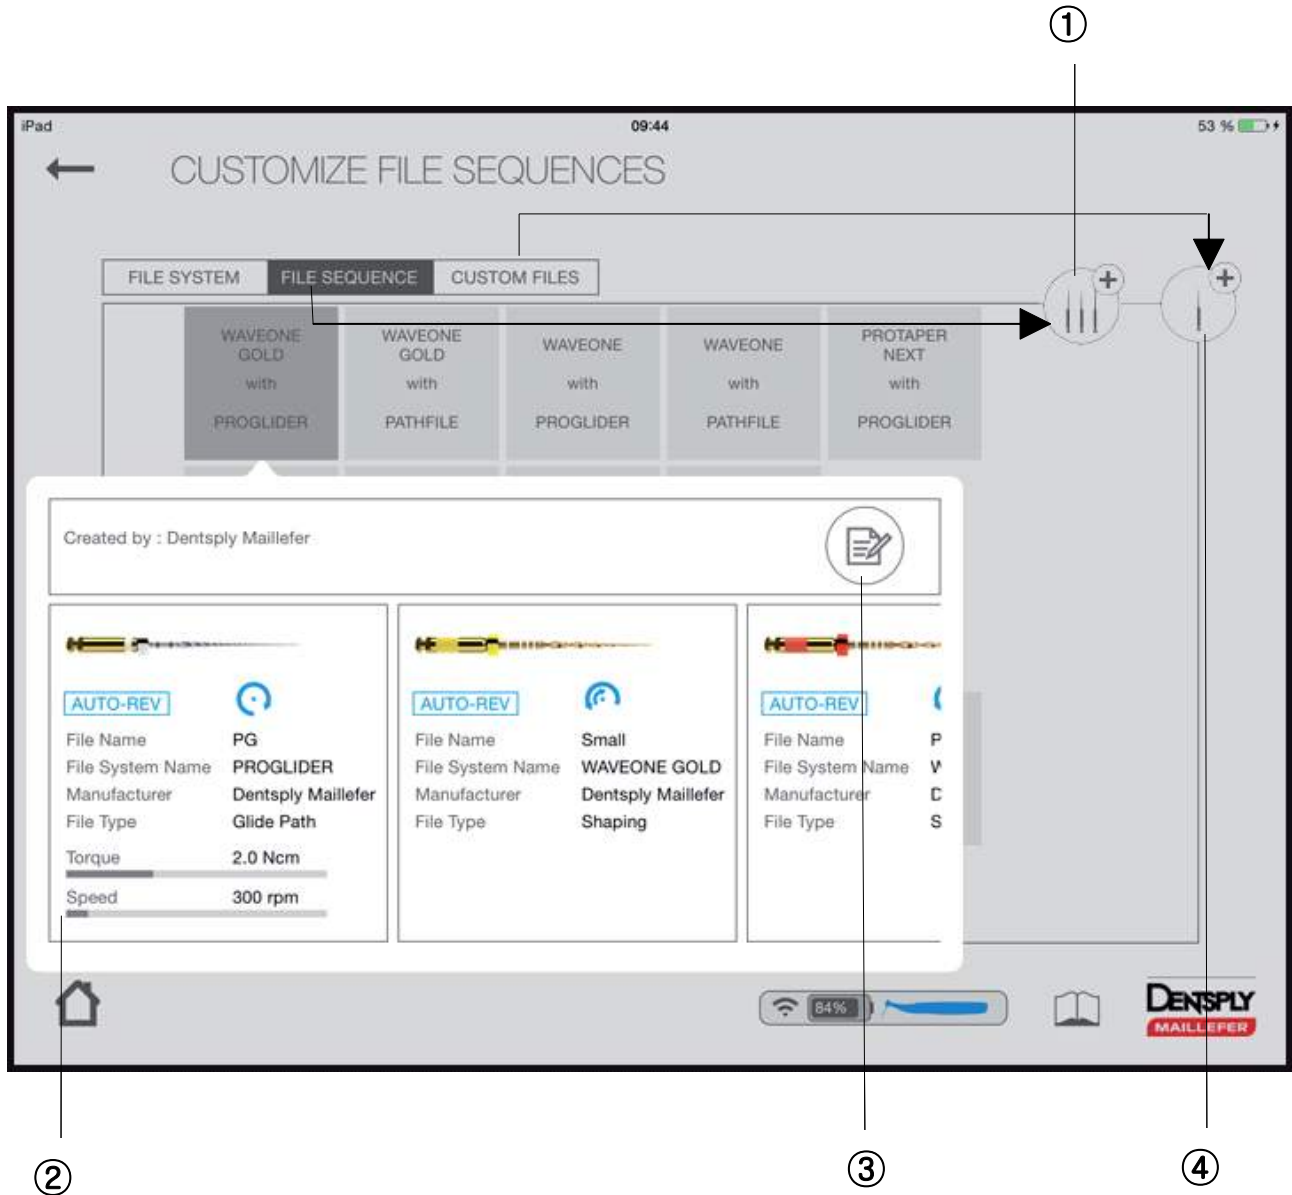 ①
iPad 09:44 53 %
CUSTOMIZE FILE SEQUENCES
FILE SYSTEM FILE SEQUENCE CUSTOM FILES
WAVEONE GOLD with PROGLIDER
WAVEONE GOLD with PATHFILE
WAVEONE with PROGLIDER
WAVEONE with PATHFILE
PROTAPER NEXT with PROGLIDER
Created by : Dentsply Maillefer
AUTO-REV
File Name PG
File System Name PROGLIDER
Manufacturer Dentsply Maillefer
File Type Glide Path
Torque 2.0 Ncm
Speed 300 rpm
AUTO-REV
File Name Small
File System Name WAVEONE GOLD
Manufacturer Dentsply Maillefer
File Type Shaping
AUTO-REV
File Name P
File System Name
Manufacturer
File Type S
84%
DENTSPLY
MAILLEFER
②
③
④